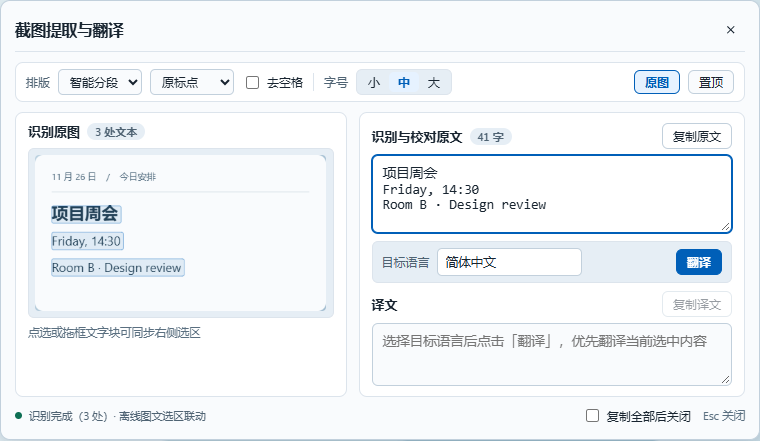 截图提取与翻译 ×
排版 智能分段 原标点 去空格 字号 小 中 大 原图 置顶
识别原图 3 处文本
11 月 26 日 / 今日安排
项目周会
Friday, 14:30
Room B · Design review
点选或拖框文字块可同步右侧选区
识别与校对原文 41 字 复制原文
项目周会
Friday, 14:30
Room B · Design review
目标语言 简体中文 翻译
译文 复制译文
选择目标语言后点击「翻译」，优先翻译当前选中内容
识别完成（3 处）· 离线图文选区联动 复制全部后关闭 Esc 关闭